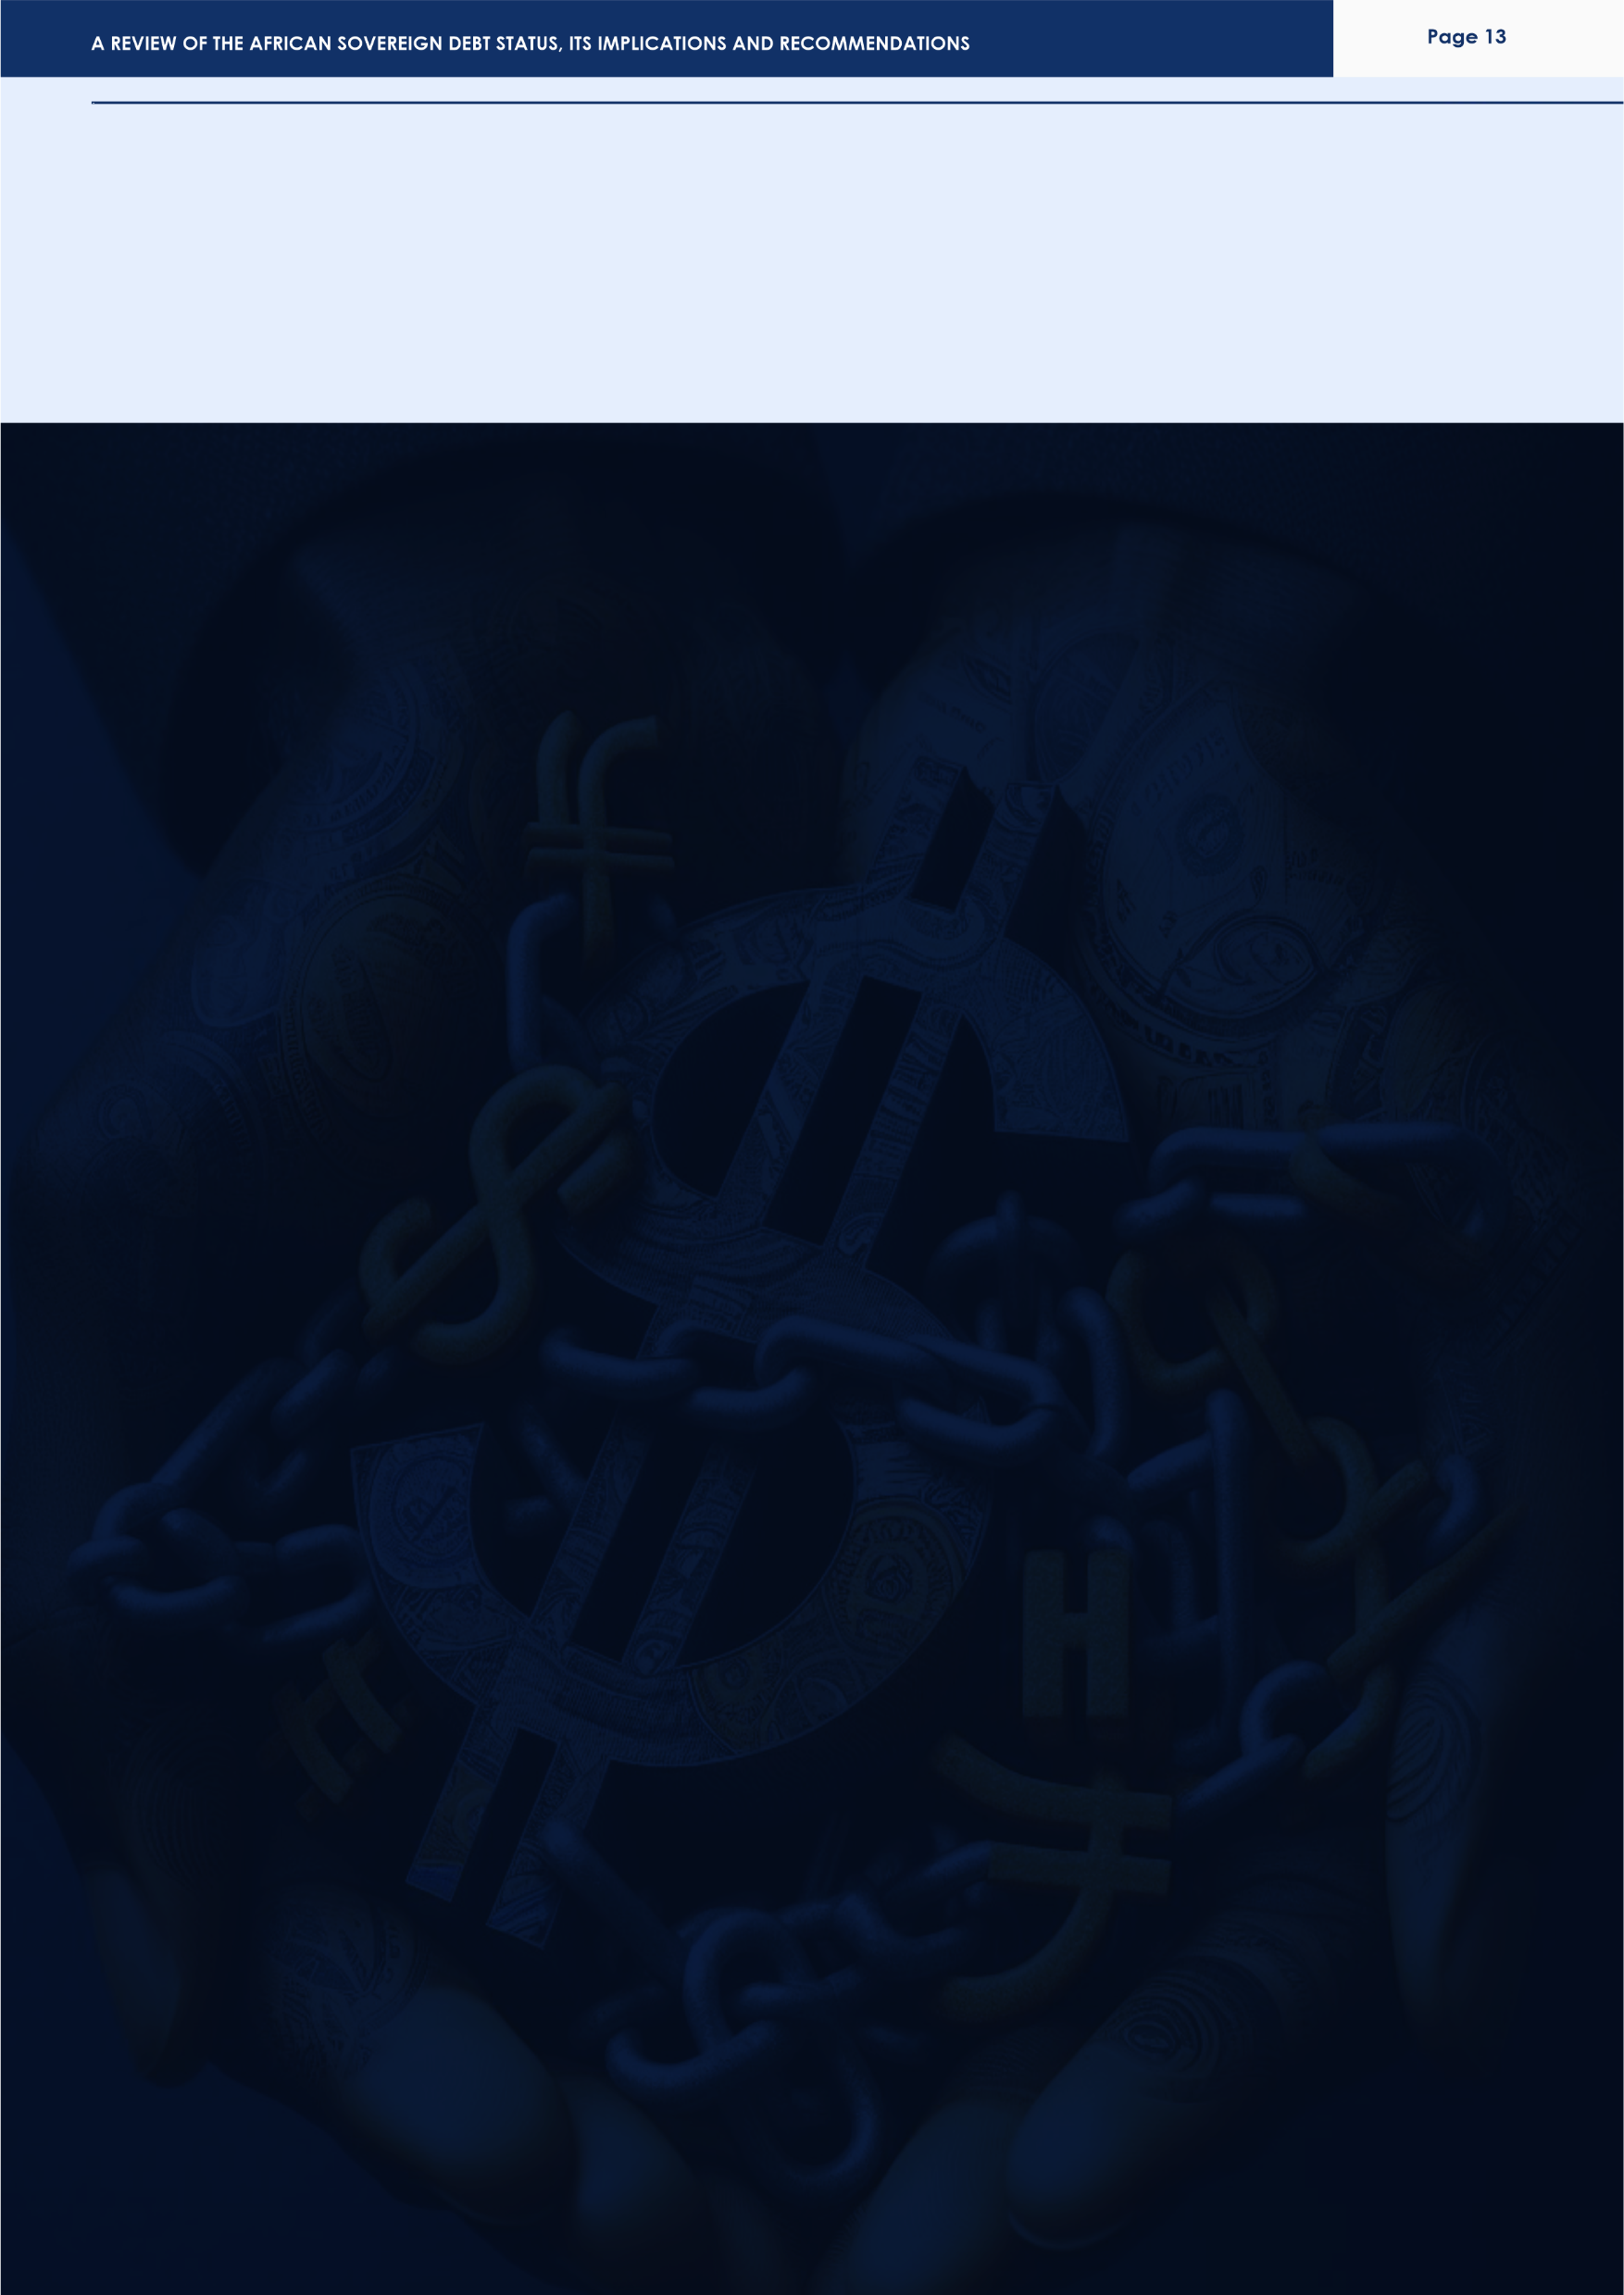 A REVIEW OF THE AFRICAN SOVEREIGN DEBT STATUS, ITS IMPLICATIONS AND RECOMMENDATIONS
Page 13